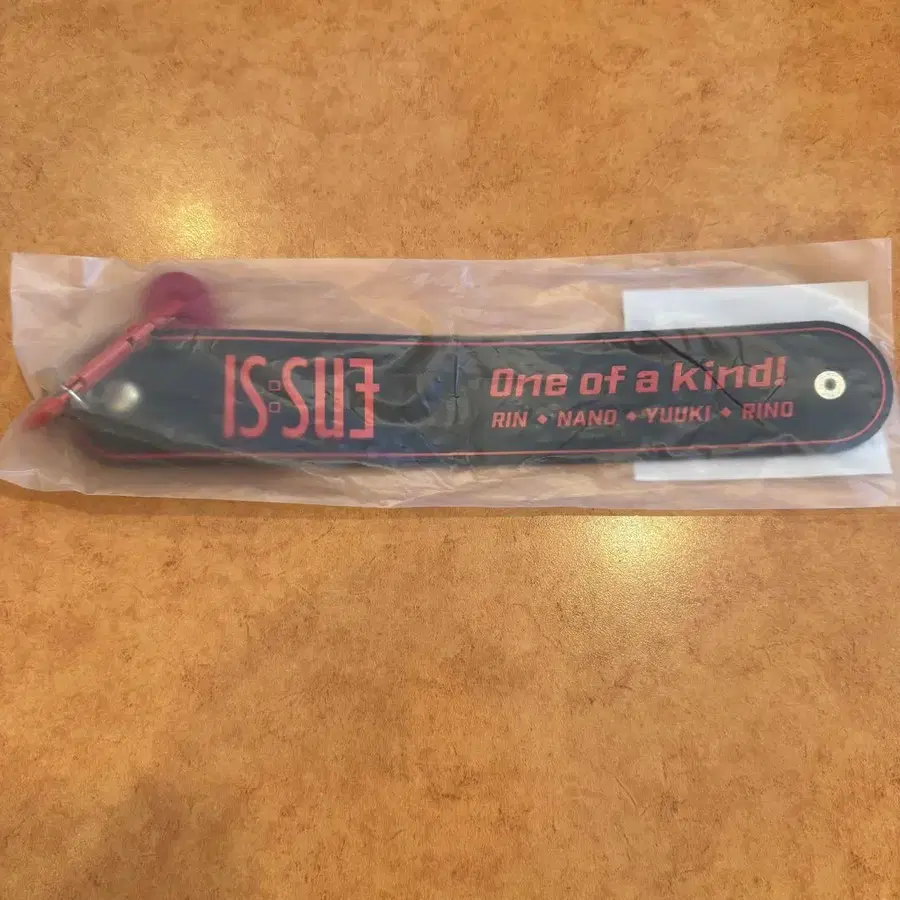 IS:SUE
One of a kind!
RIN ◆ NANO ◆ YUUKI ◆ RINO